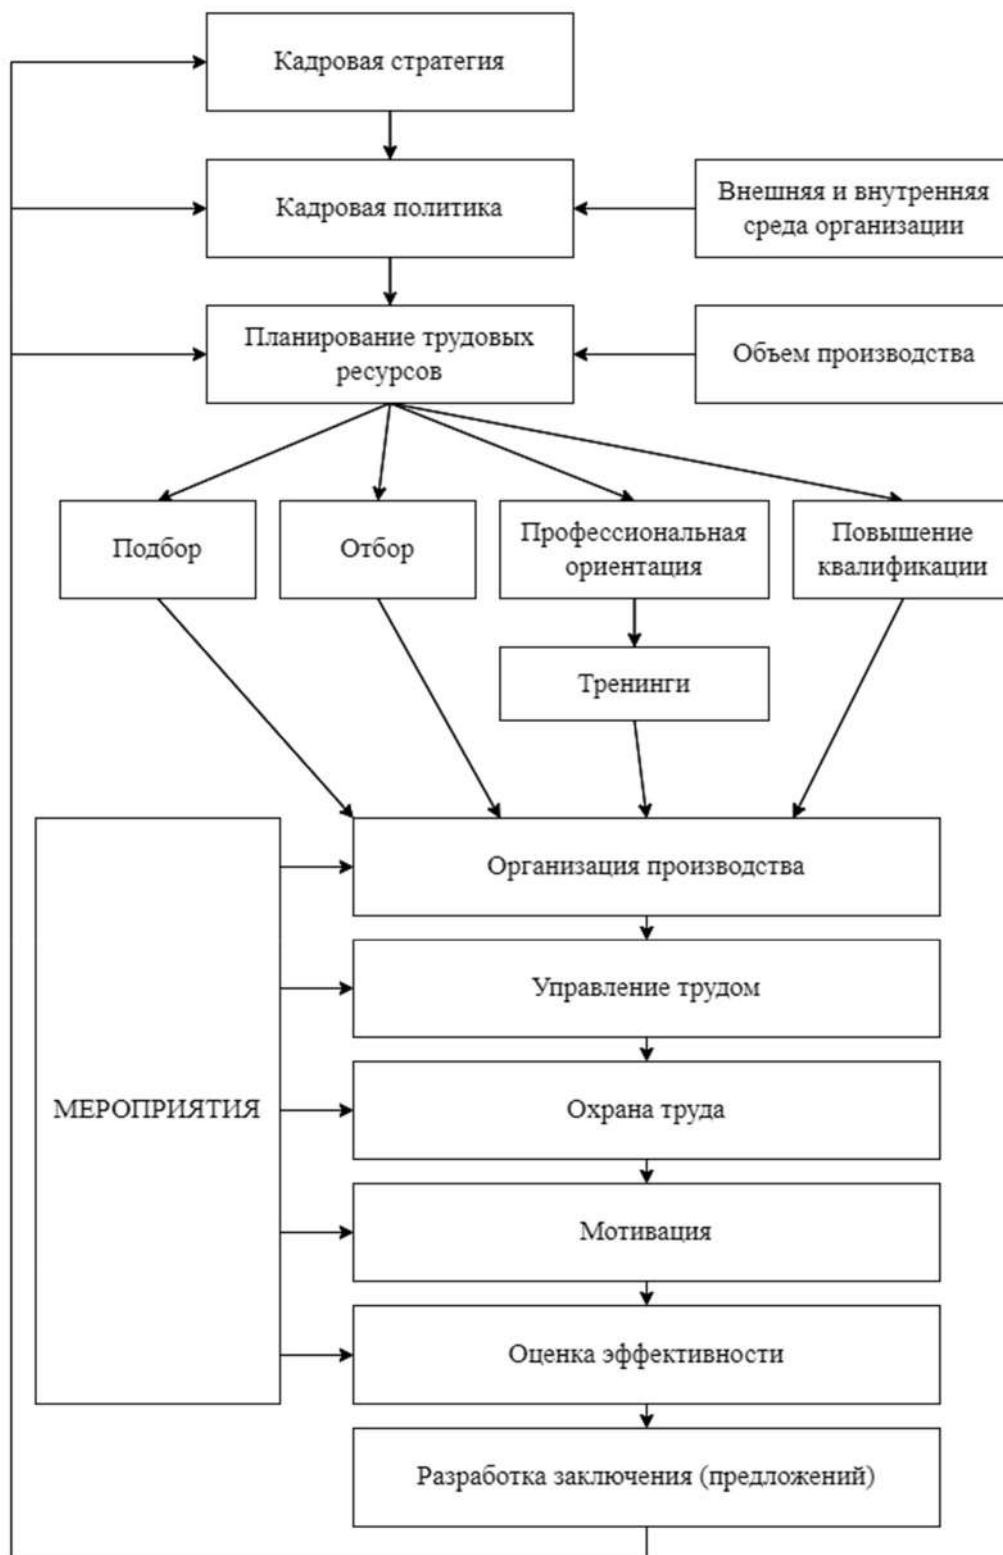 Кадровая стратегия
Кадровая политика
Внешняя и внутренняя
среда организации
Планирование трудовых
ресурсов
Объем производства
Подбор
Отбор
Профессиональная
ориентация
Повышение
квалификации
Тренинги
МЕРОПРИЯТИЯ
Организация производства
Управление трудом
Охрана труда
Мотивация
Оценка эффективности
Разработка заключения (предложений)